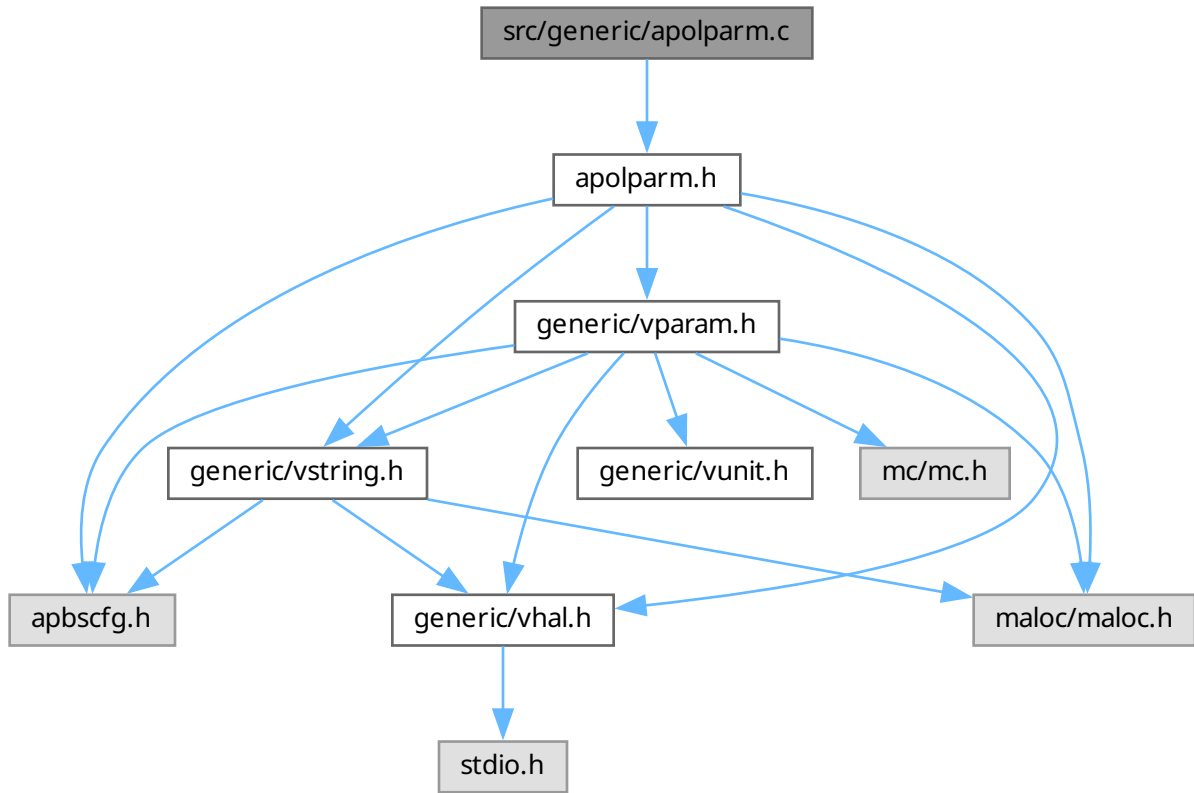 src/generic/apolparm.c
apolparm.h
generic/vparam.h
generic/vstring.h
generic/vunit.h
mc/mc.h
apbscfg.h
generic/vhal.h
maloc/maloc.h
stdio.h